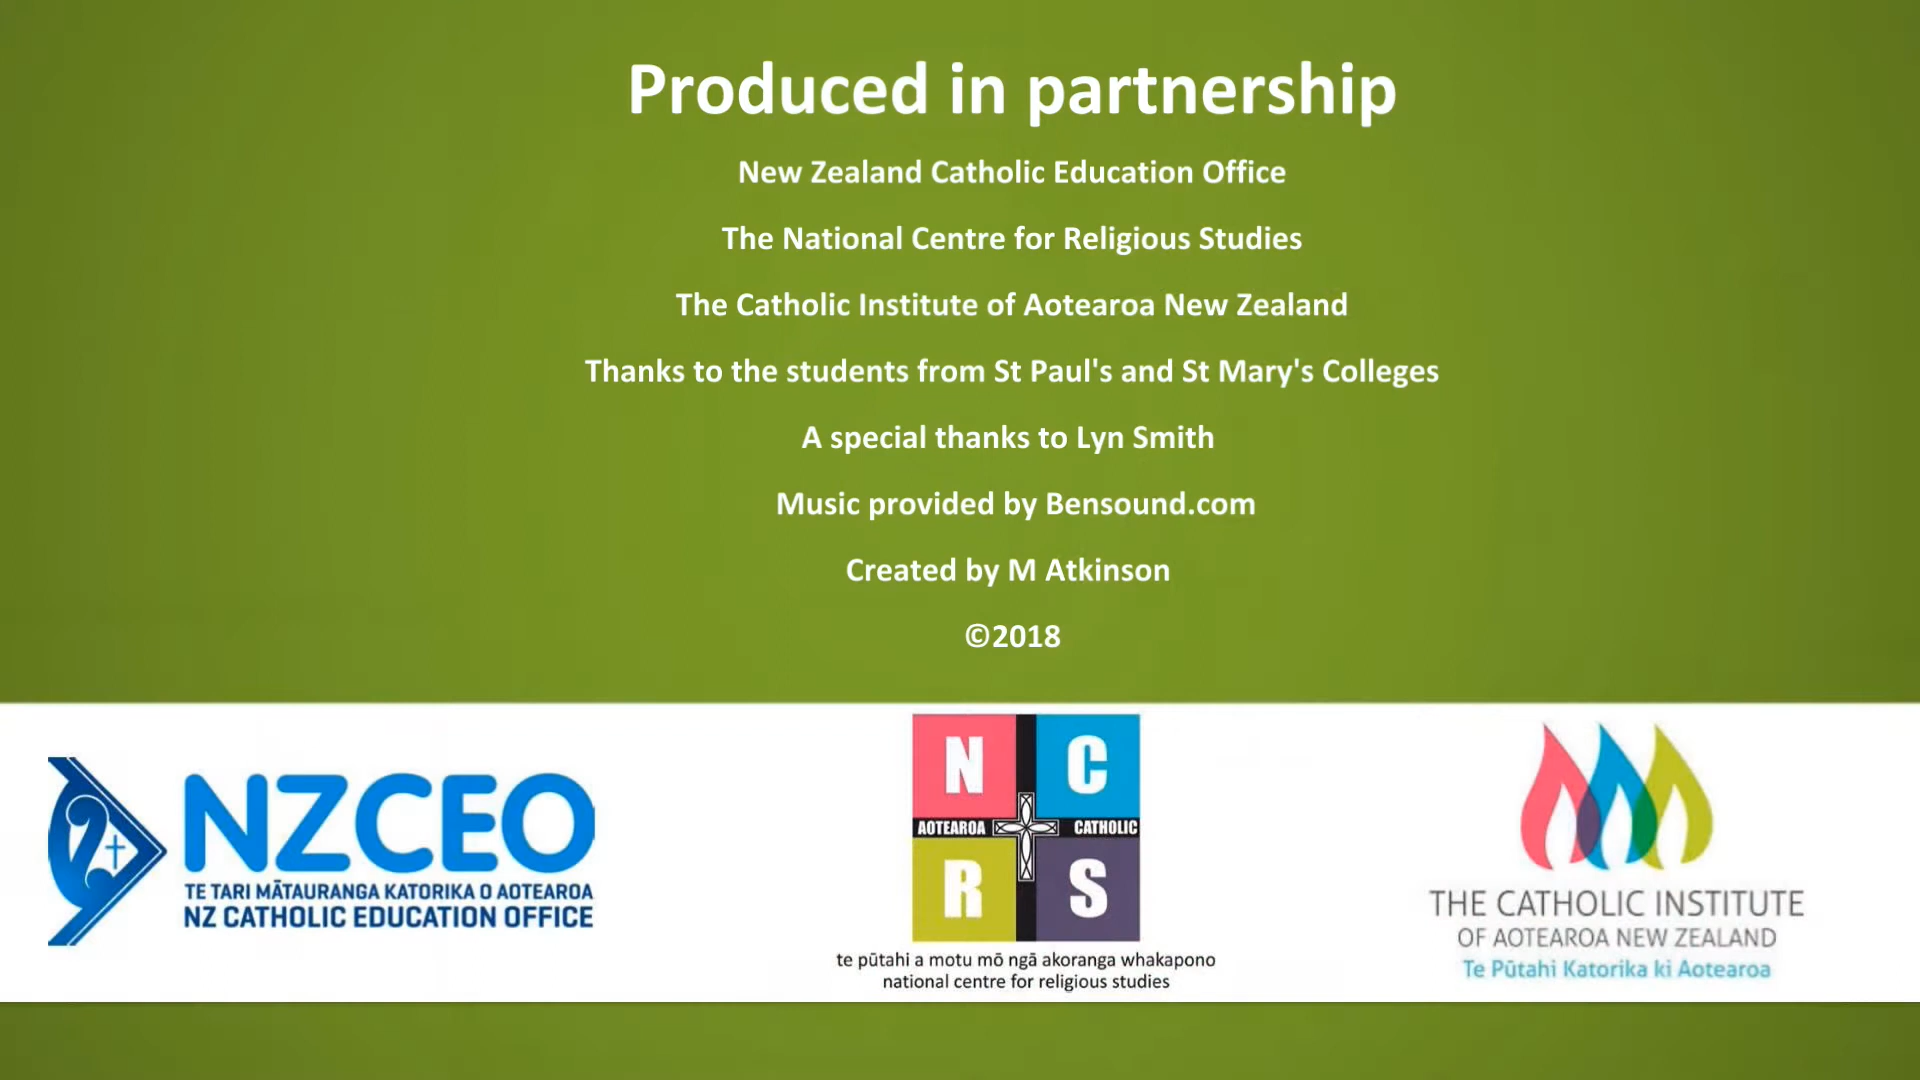 Produced in partnership
New Zealand Catholic Education Office
The National Centre for Religious Studies
The Catholic Institute of Aotearoa New Zealand
Thanks to the students from St Paul's and St Mary's Colleges
A special thanks to Lyn Smith
Music provided by Bensound.com
Created by M Atkinson
©2018
NZCEO
TE TARI MĀTAURANGA KATORIKA O AOTEAROA
NZ CATHOLIC EDUCATION OFFICE
N C
AOTEAROA CATHOLIC
R S
te pūtahi a motu mō ngā akoranga whakapono
national centre for religious studies
THE CATHOLIC INSTITUTE
OF AOTEAROA NEW ZEALAND
Te Pūtahi Katorika ki Aotearoa